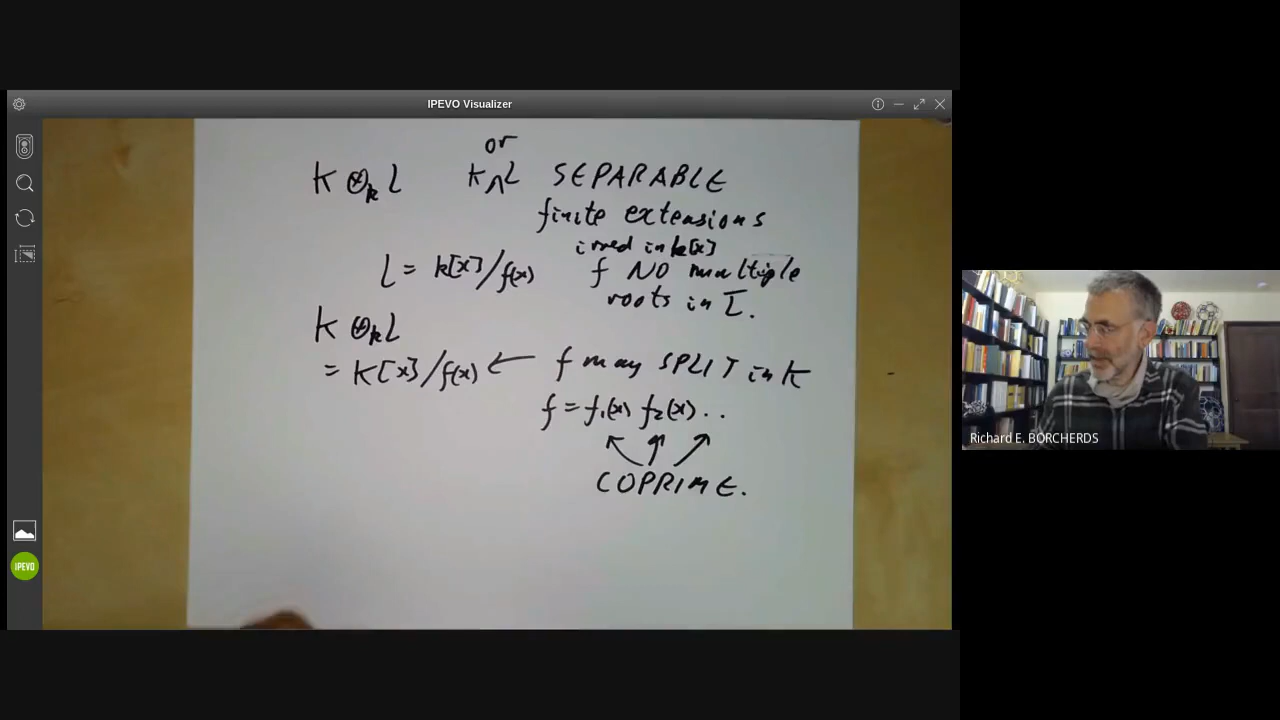 IPEVO Visualizer
or
K ⊗k L K/L SEPARABLE
finite extensions
irred in k[x]
L = k[x]/f(x) f NO multiple
roots in L̄.
K ⊗k L
= K[x]/f(x) ← f may SPLIT in K
f = f₁(x) f₂(x) . .
COPRIME.
IPEVO
Richard E. BORCHERDS